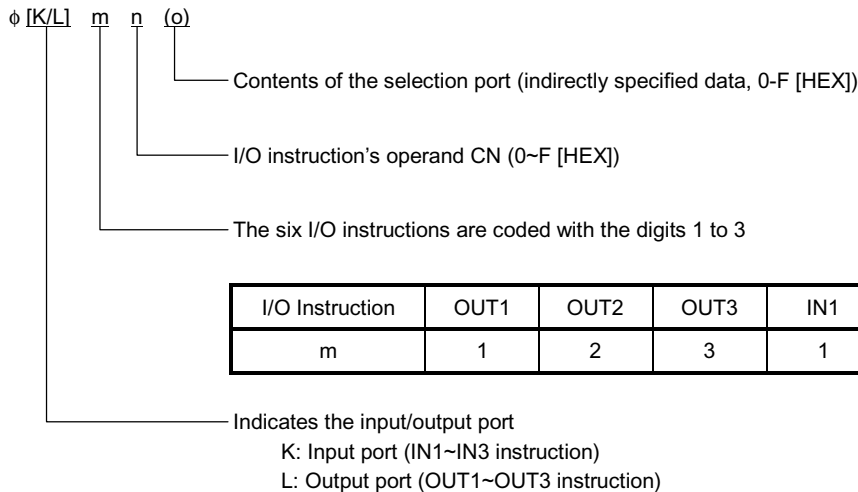 ϕ [K/L] m n (o)
Contents of the selection port (indirectly specified data, 0-F [HEX])
I/O instruction's operand CN (0~F [HEX])
The six I/O instructions are coded with the digits 1 to 3
I/O Instruction OUT1 OUT2 OUT3 IN1
m 1 2 3 1
Indicates the input/output port
K: Input port (IN1~IN3 instruction)
L: Output port (OUT1~OUT3 instruction)